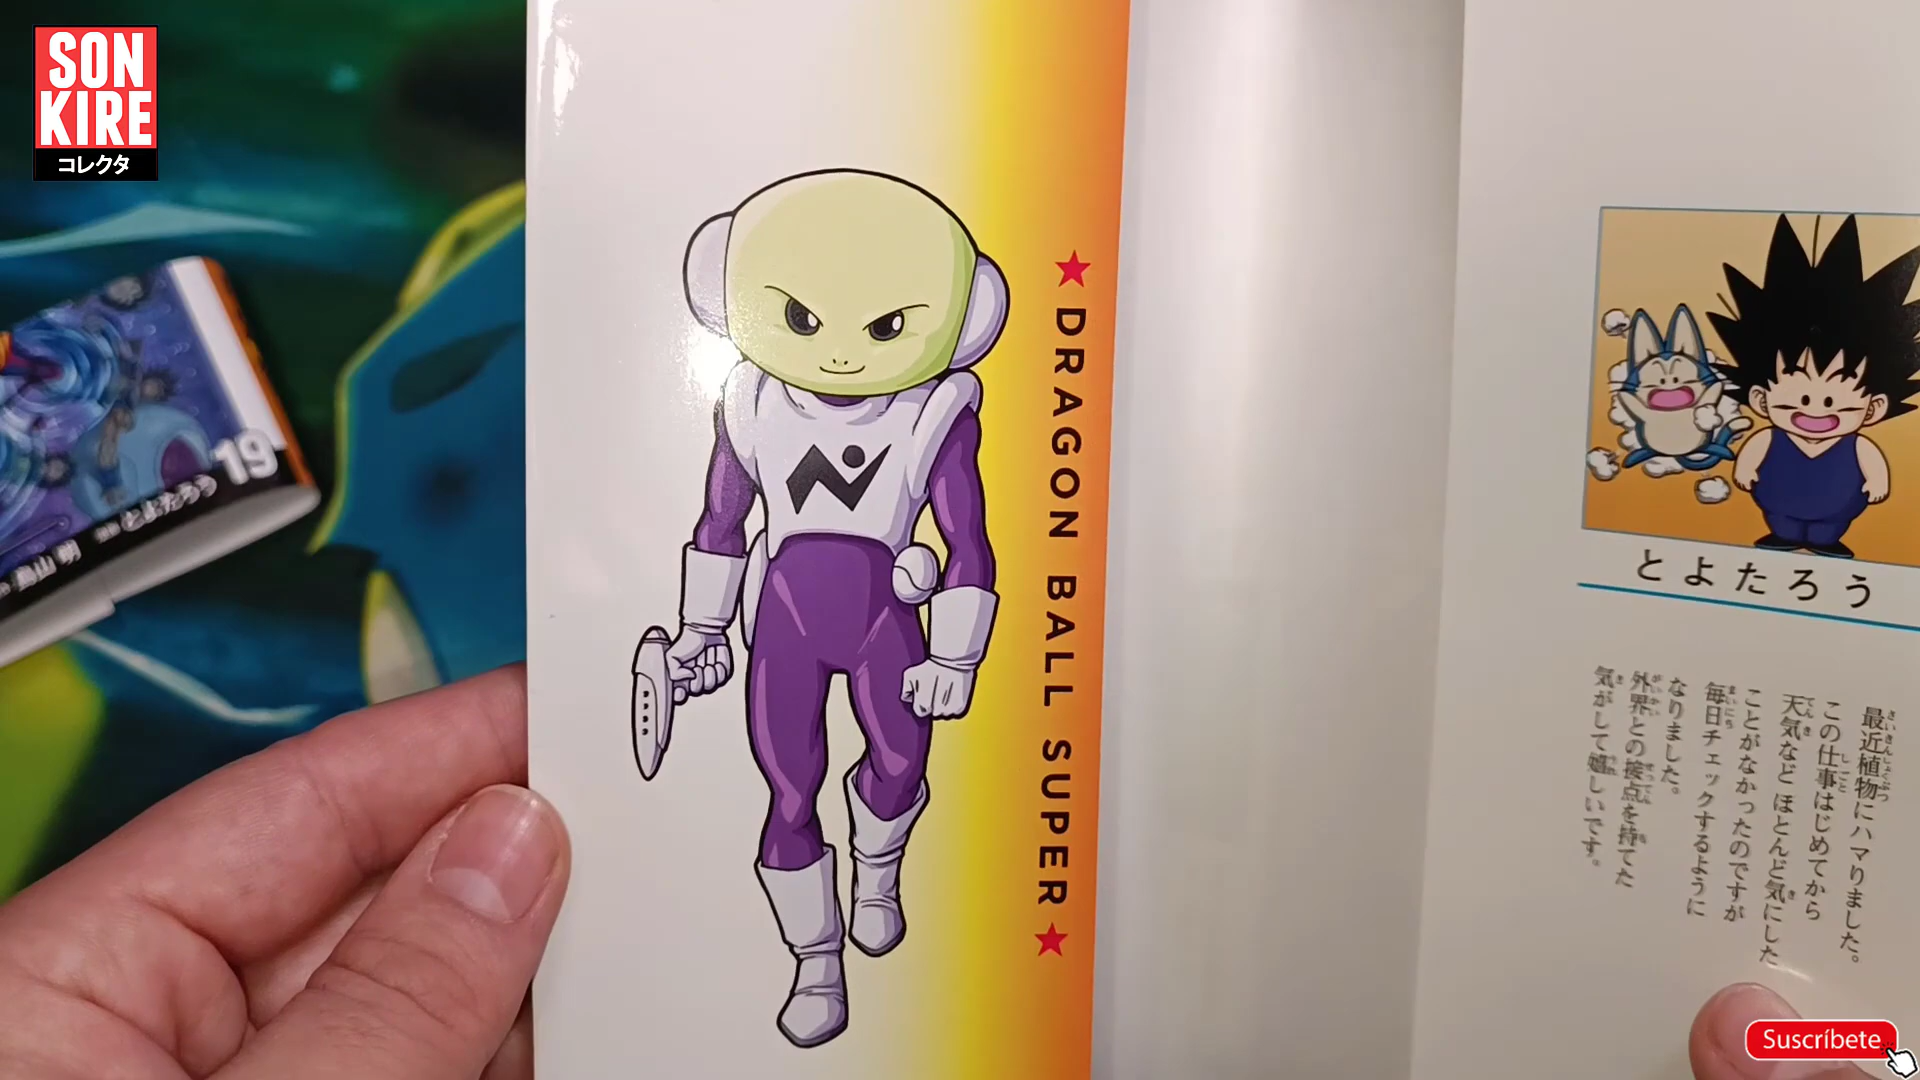 SON
KIRE
コレクタ
19
鳥山 明 とよたろう
★ DRAGON BALL SUPER ★
とよたろう
最近植物にハマりました。
この仕事はじめてから
天気など ほとんど気にした
ことがなかったのですが
毎日チェックするように
なりました。
外界との接点を持てた
気がして嬉しいです。
Suscríbete